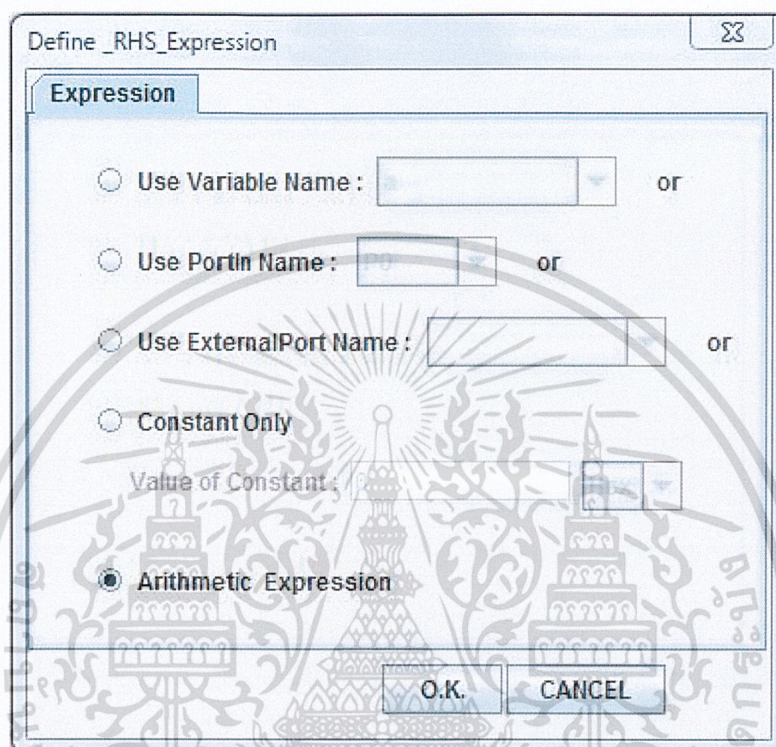 Define _RHS_Expression
Expression
Use Variable Name : a or
Use PortIn Name : P0 or
Use ExternalPort Name : or
Constant Only
Value of Constant :
Arithmetic Expression
O.K. CANCEL